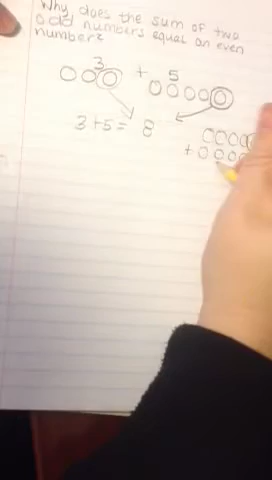 Why does the sum of two
odd numbers equal an even
number?
3 + 5
3+5= 8
+